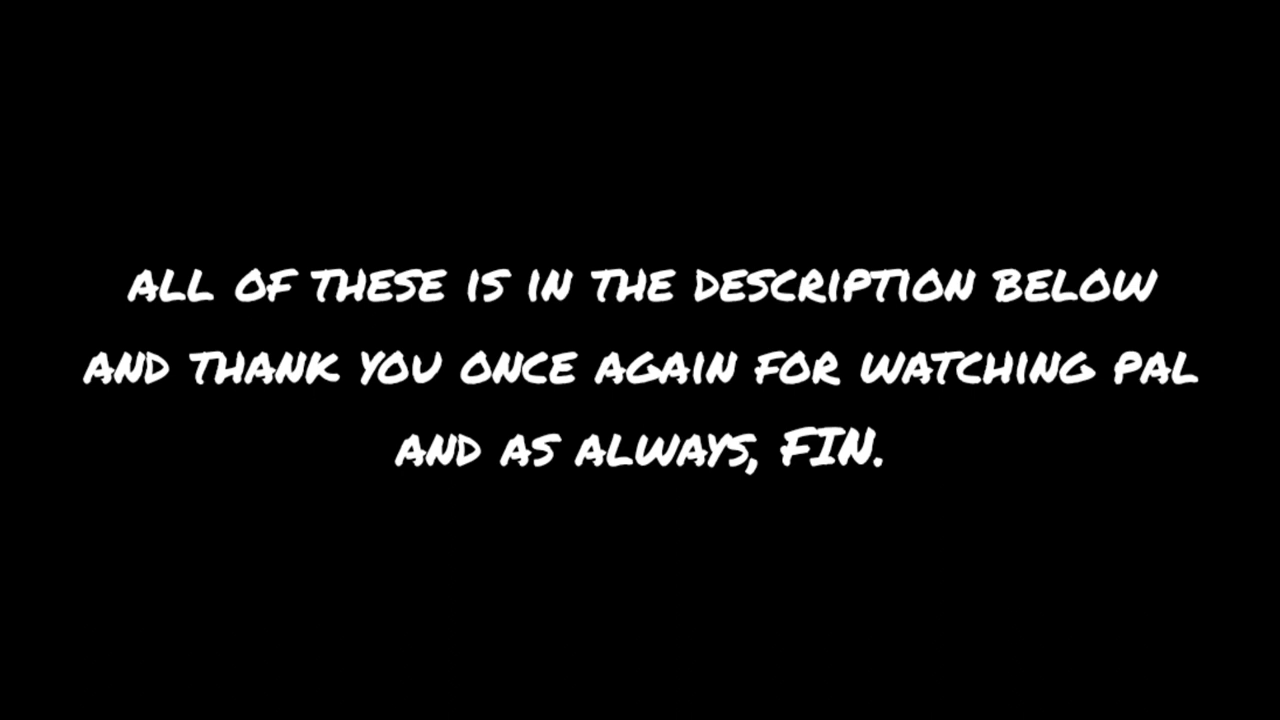 all of these is in the description below
and thank you once again for watching pal
and as always, FIN.